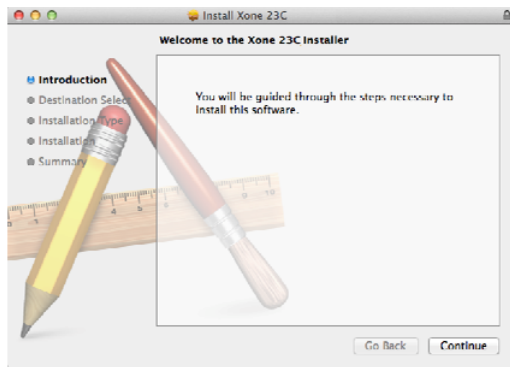 Install Xone 23C
Welcome to the Xone 23C Installer
Introduction
Destination Select
Installation Type
Installation
Summary
You will be guided through the steps necessary to
install this software.
Go Back
Continue